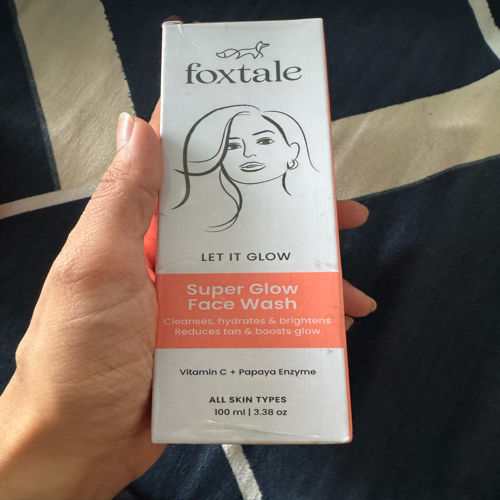 foxtale
LET IT GLOW
Super Glow
Face Wash
Cleanses, hydrates & brightens
Reduces tan & boosts glow
Vitamin C + Papaya Enzyme
ALL SKIN TYPES
100 ml | 3.38 oz